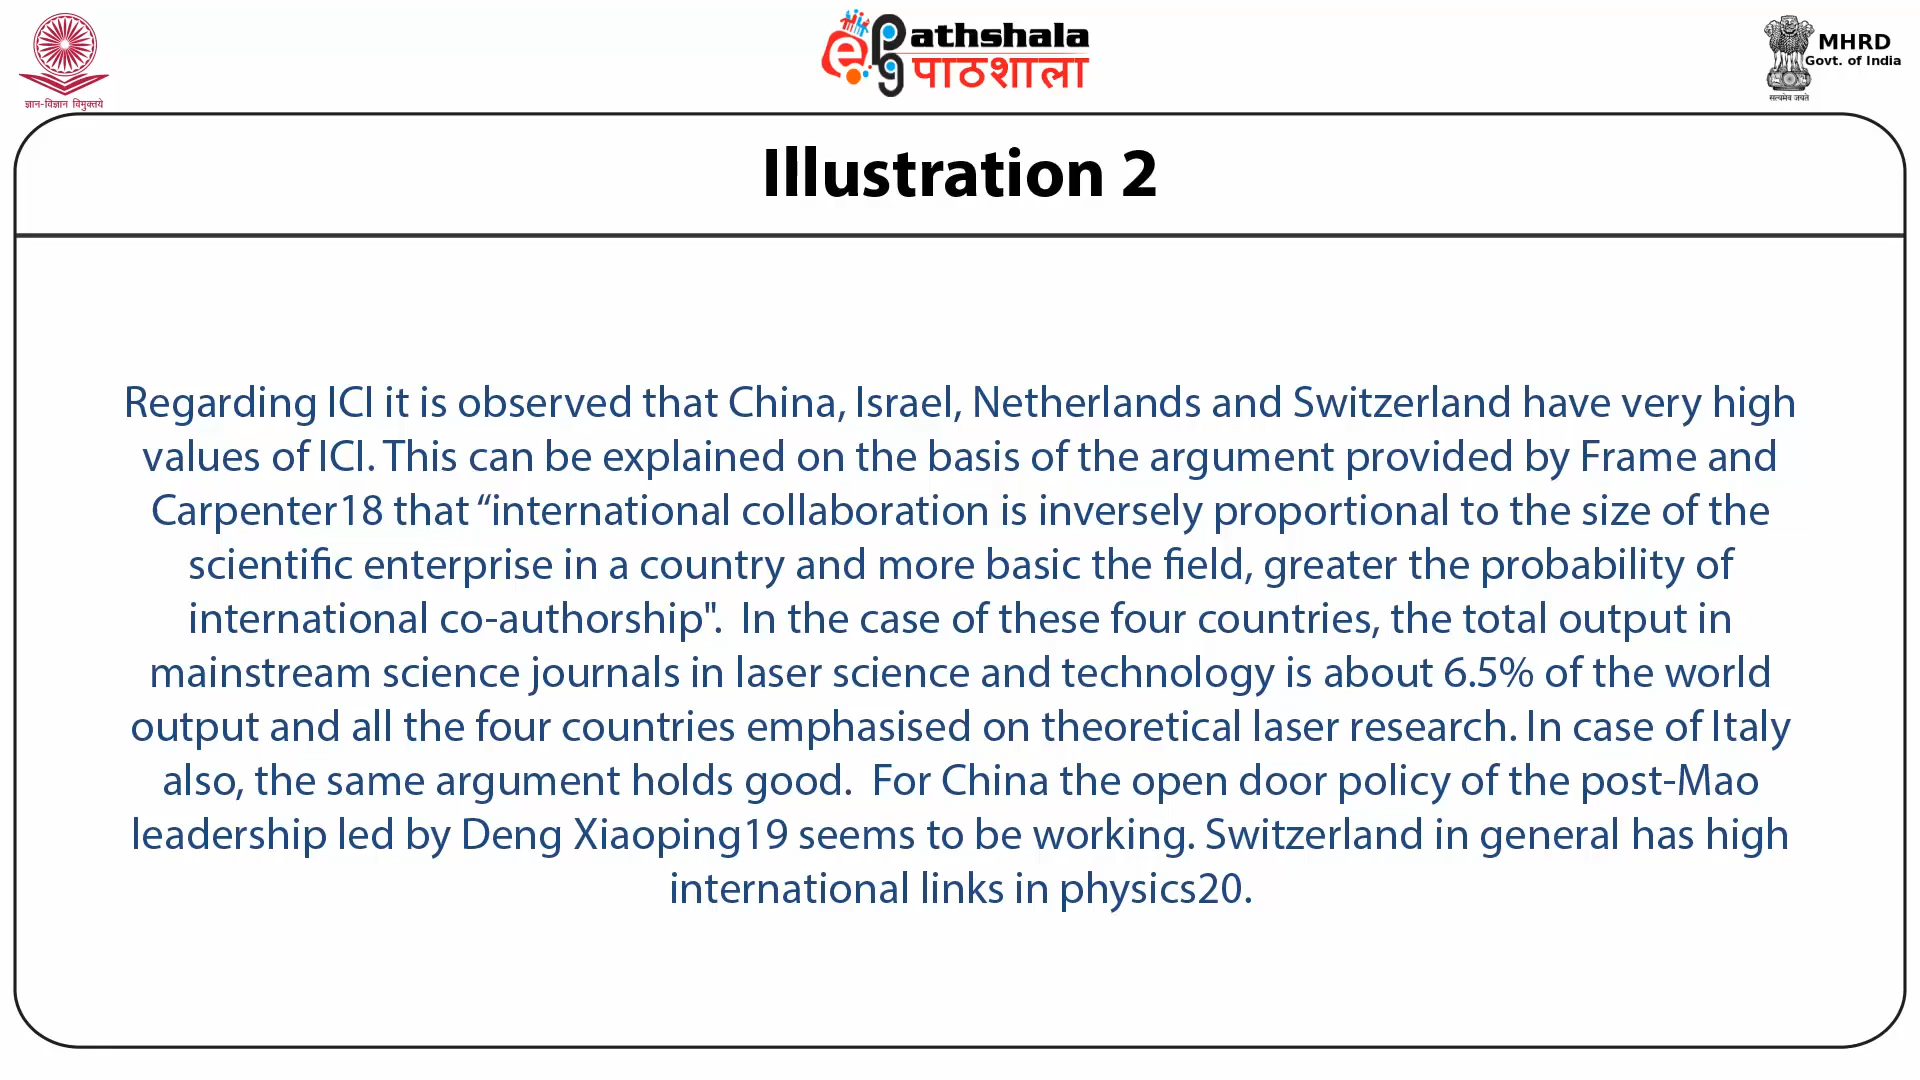 ज्ञान-विज्ञान विमुक्तये
e Pg athshala
पाठशाला
MHRD
Govt. of India
सत्यमेव जयते
Illustration 2
Regarding ICI it is observed that China, Israel, Netherlands and Switzerland have very high
values of ICI. This can be explained on the basis of the argument provided by Frame and
Carpenter18 that “international collaboration is inversely proportional to the size of the
scientific enterprise in a country and more basic the field, greater the probability of
international co-authorship".  In the case of these four countries, the total output in
mainstream science journals in laser science and technology is about 6.5% of the world
output and all the four countries emphasised on theoretical laser research. In case of Italy
also, the same argument holds good.  For China the open door policy of the post-Mao
leadership led by Deng Xiaoping19 seems to be working. Switzerland in general has high
international links in physics20.